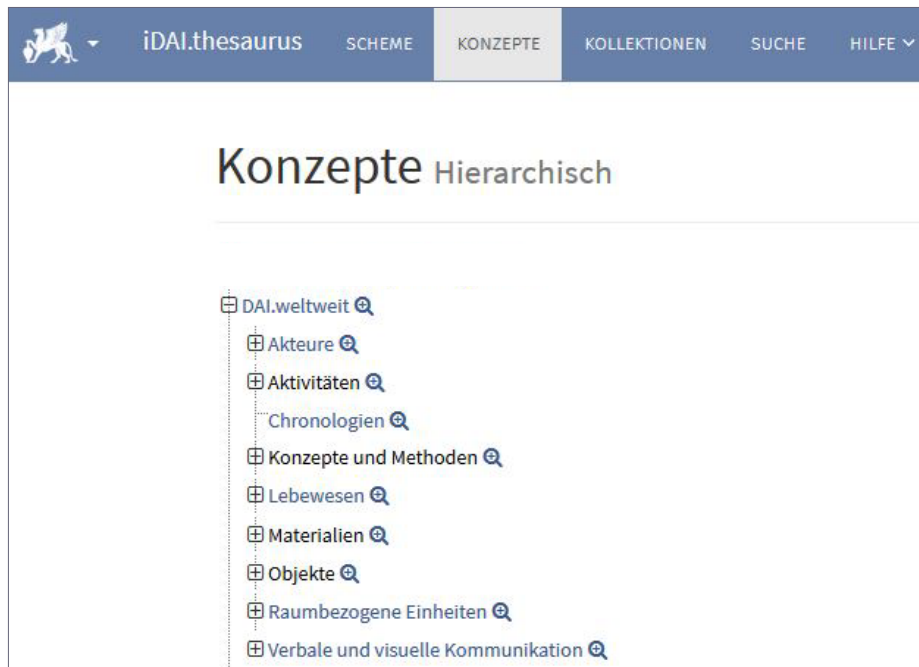 iDAI.thesaurus SCHEME KONZEPTE KOLLEKTIONEN SUCHE HILFE
Konzepte Hierarchisch
DAI.weltweit
Akteure
Aktivitäten
Chronologien
Konzepte und Methoden
Lebewesen
Materialien
Objekte
Raumbezogene Einheiten
Verbale und visuelle Kommunikation